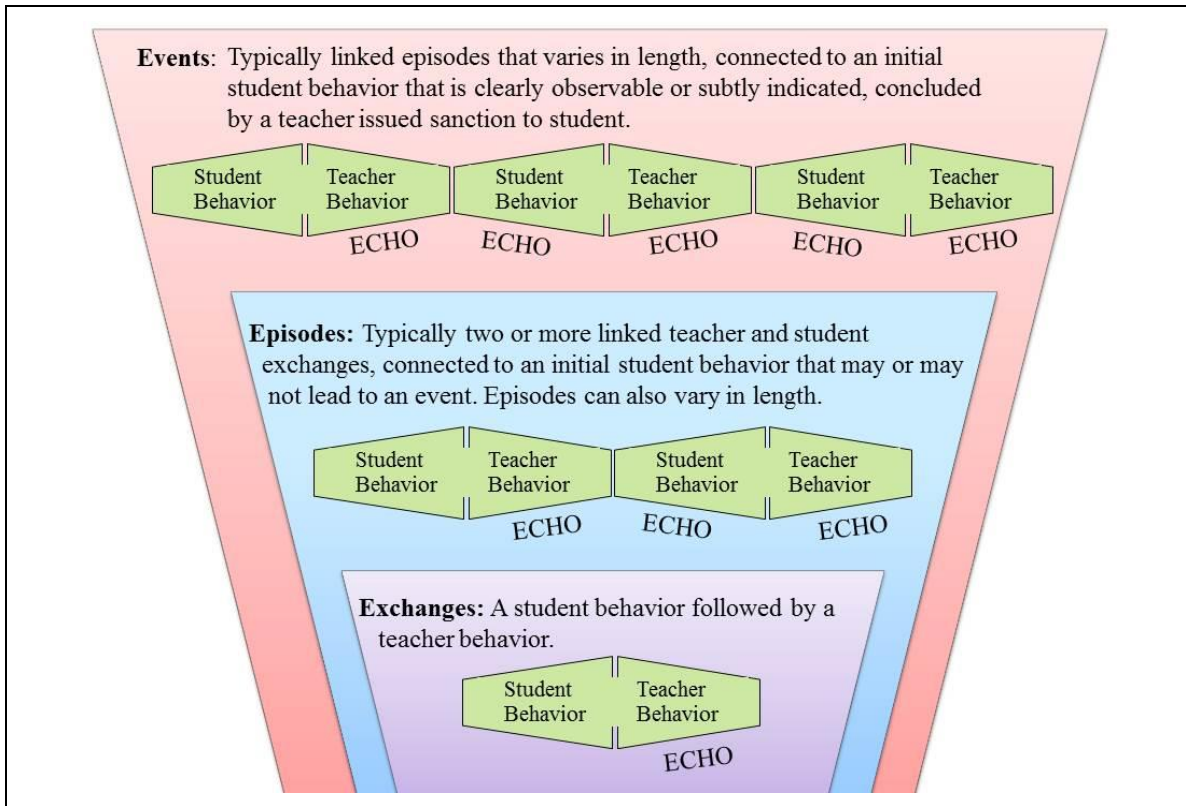 Events: Typically linked episodes that varies in length, connected to an initial
student behavior that is clearly observable or subtly indicated, concluded
by a teacher issued sanction to student.
Student Teacher Student Teacher Student Teacher
Behavior Behavior Behavior Behavior Behavior Behavior
ECHO ECHO ECHO ECHO ECHO
Episodes: Typically two or more linked teacher and student
exchanges, connected to an initial student behavior that may or may
not lead to an event. Episodes can also vary in length.
Student Teacher Student Teacher
Behavior Behavior Behavior Behavior
ECHO ECHO ECHO
Exchanges: A student behavior followed by a
teacher behavior.
Student Teacher
Behavior Behavior
ECHO